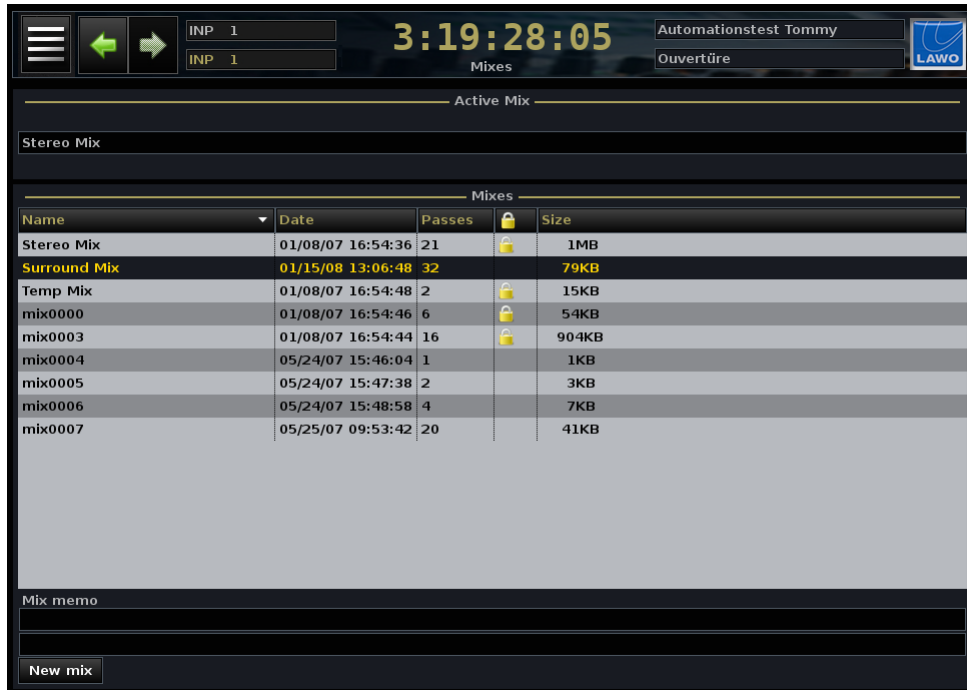 INP 1
INP 1
3:19:28:05
Mixes
Automationstest Tommy
Ouvertüre
LAWO
Active Mix
Stereo Mix
Mixes
Name Date Passes Size
Stereo Mix 01/08/07 16:54:36 21 1MB
Surround Mix 01/15/08 13:06:48 32 79KB
Temp Mix 01/08/07 16:54:48 2 15KB
mix0000 01/08/07 16:54:46 6 54KB
mix0003 01/08/07 16:54:44 16 904KB
mix0004 05/24/07 15:46:04 1 1KB
mix0005 05/24/07 15:47:38 2 3KB
mix0006 05/24/07 15:48:58 4 7KB
mix0007 05/25/07 09:53:42 20 41KB
Mix memo
New mix